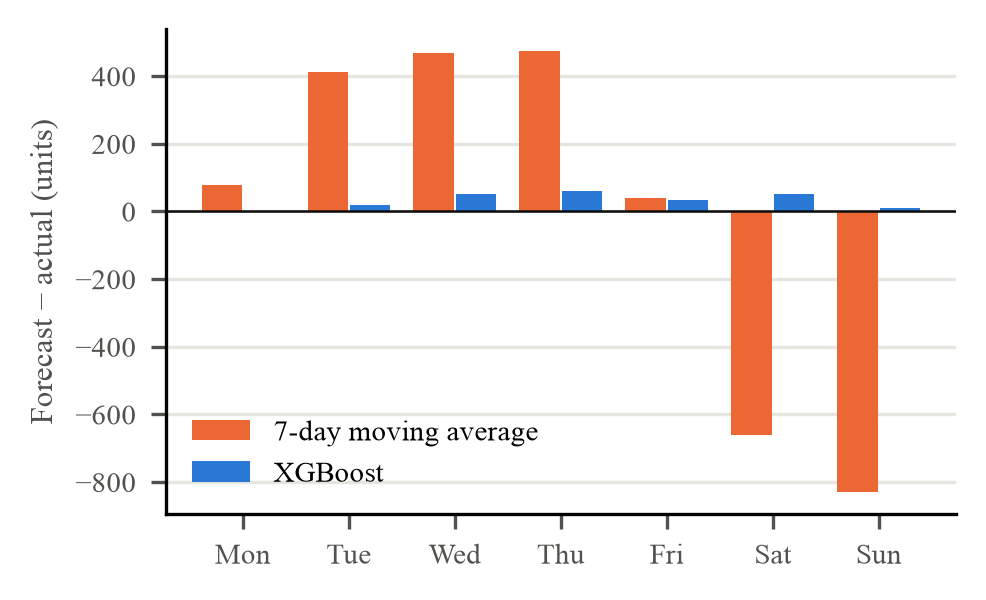 Forecast − actual (units)
400
200
0
−200
−400
−600
−800
7-day moving average
XGBoost
Mon Tue Wed Thu Fri Sat Sun